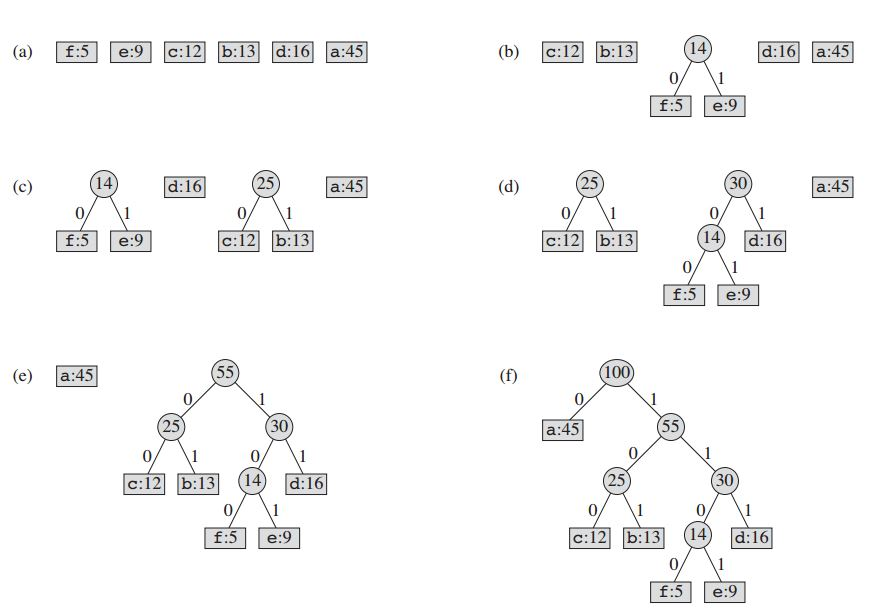 (a) f:5 e:9 c:12 b:13 d:16 a:45
(b) c:12 b:13 14 d:16 a:45
0 1
f:5 e:9
(c) 14 d:16 25 a:45
0 1 0 1
f:5 e:9 c:12 b:13
(d) 25 30 a:45
0 1 0 1
c:12 b:13 14 d:16
0 1
f:5 e:9
(e) a:45 55
0 1
25 30
0 1 0 1
c:12 b:13 14 d:16
0 1
f:5 e:9
(f) 100
0 1
a:45 55
0 1
25 30
0 1 0 1
c:12 b:13 14 d:16
0 1
f:5 e:9